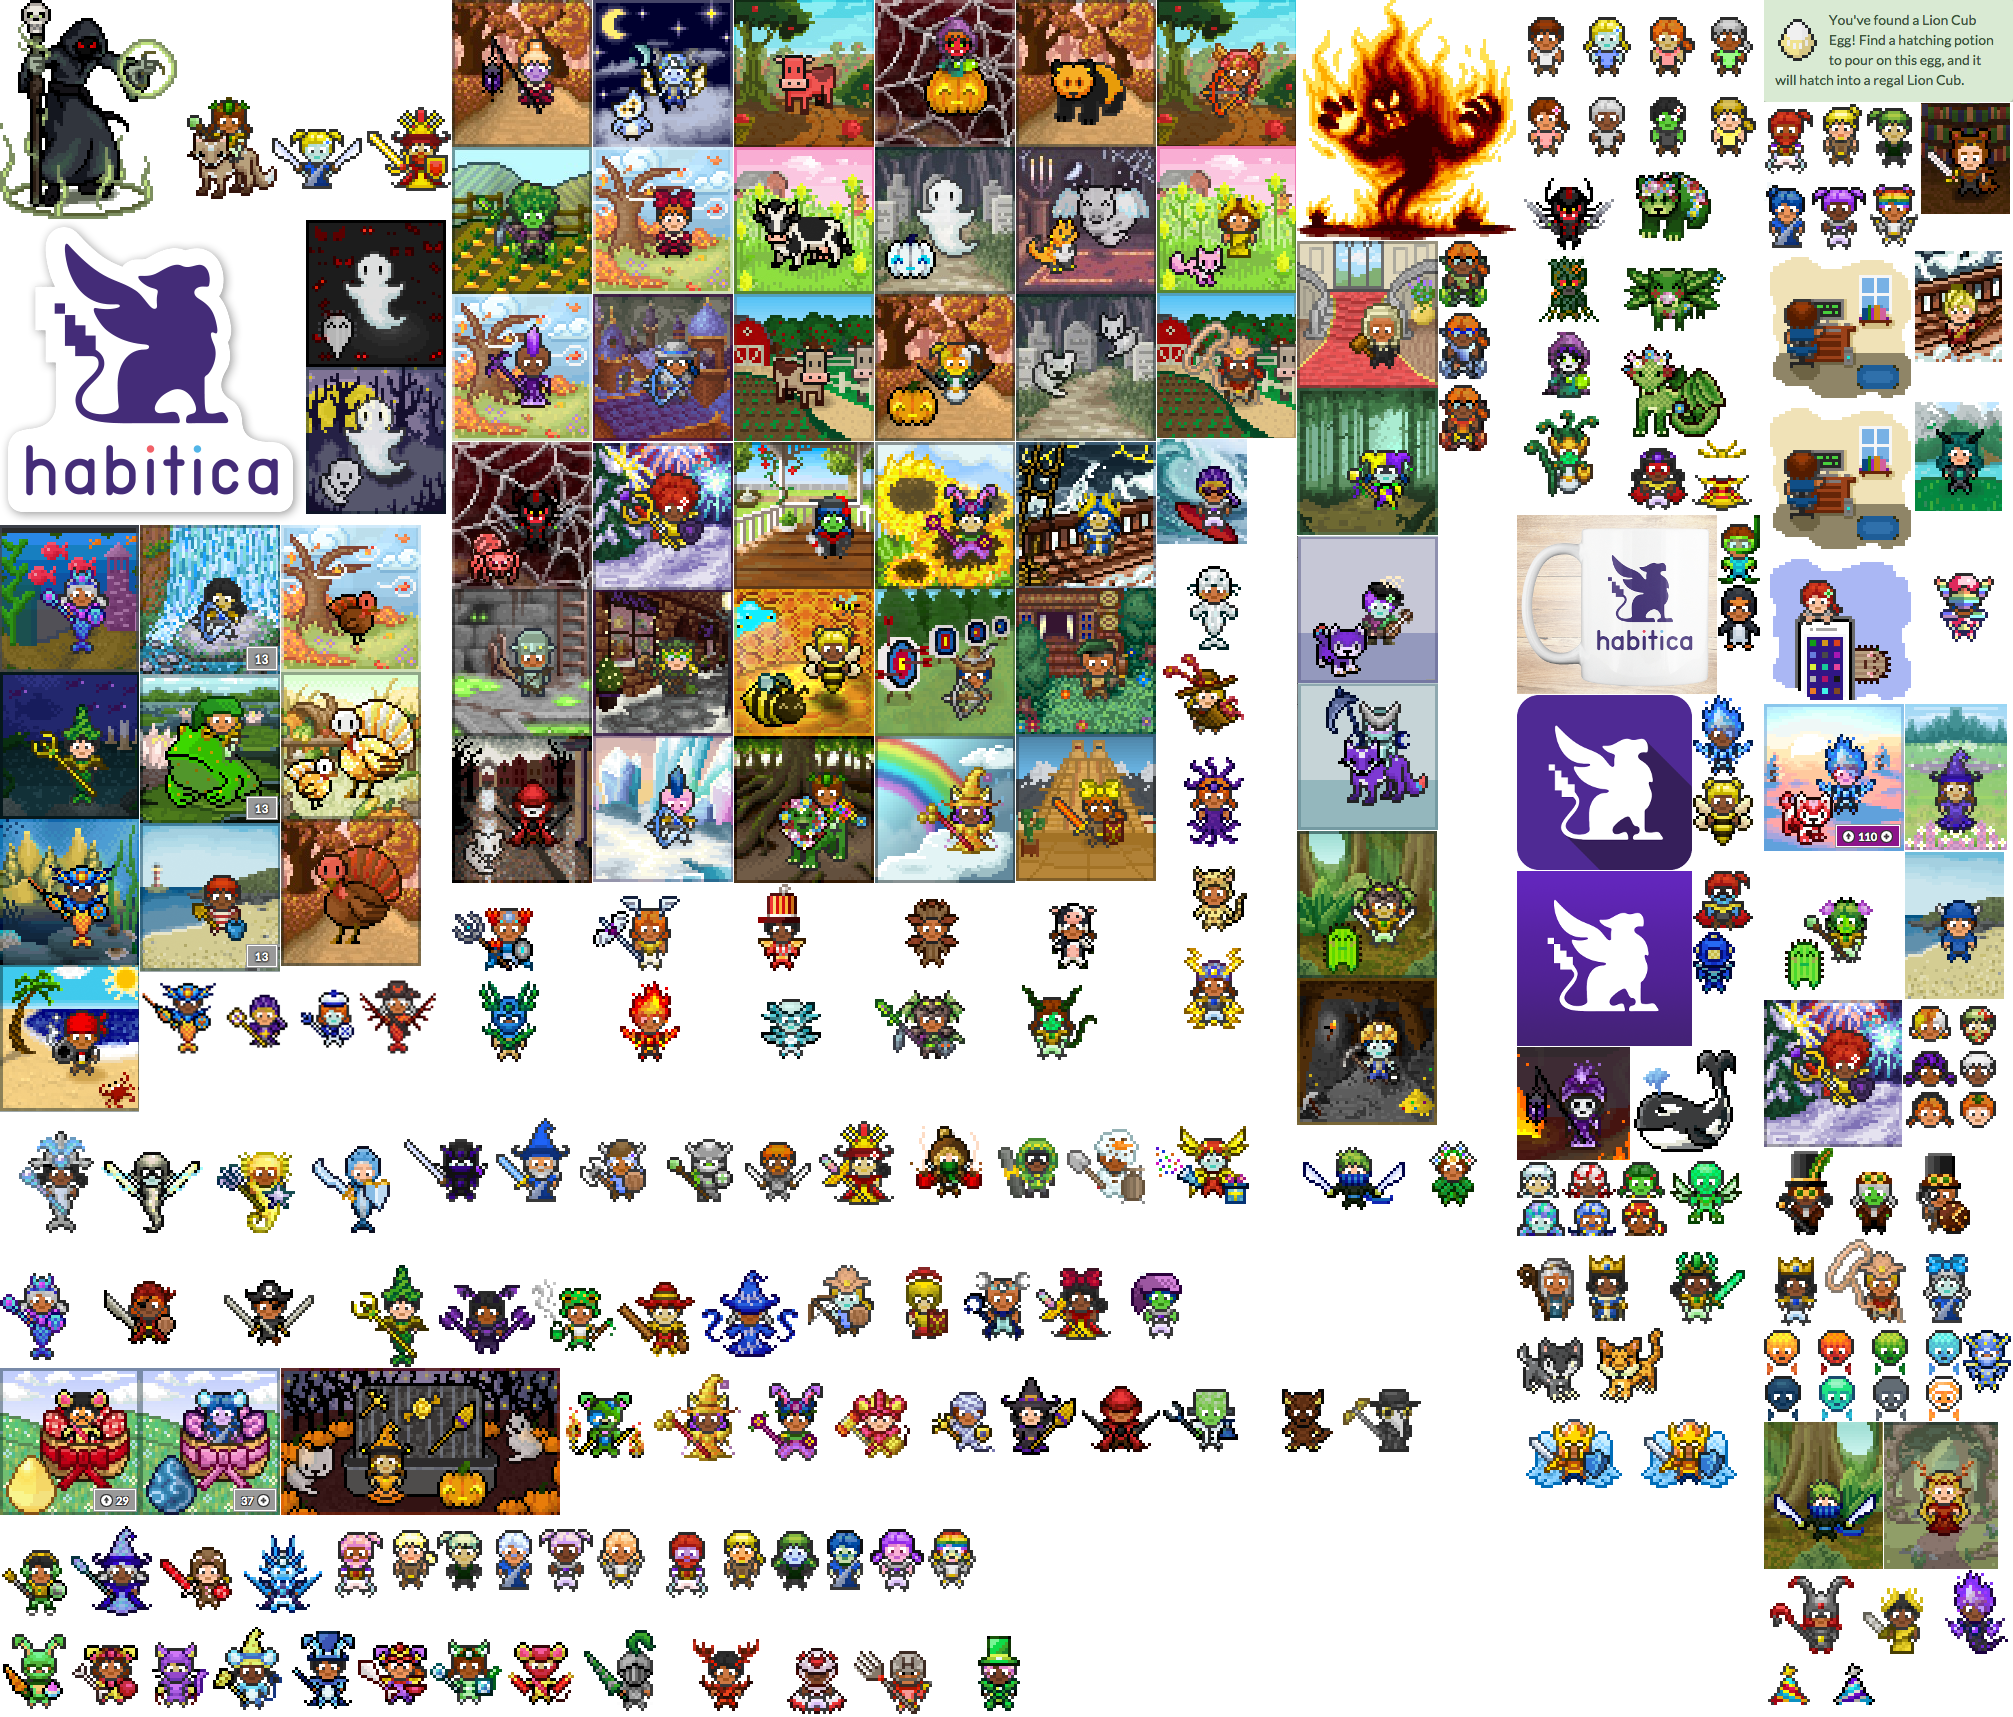 You've found a Lion Cub
Egg! Find a hatching potion
to pour on this egg, and it
will hatch into a regal Lion Cub.
habitica
habitica
13
13
13
110
29
37